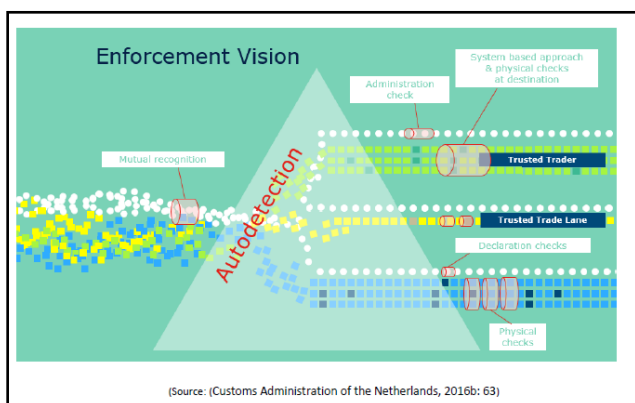 Enforcement Vision
System based approach
& physical checks
at destination
Administration
check
Mutual recognition
Autodetection
Trusted Trader
Trusted Trade Lane
Declaration checks
Physical
checks
(Source: (Customs Administration of the Netherlands, 2016b: 63)